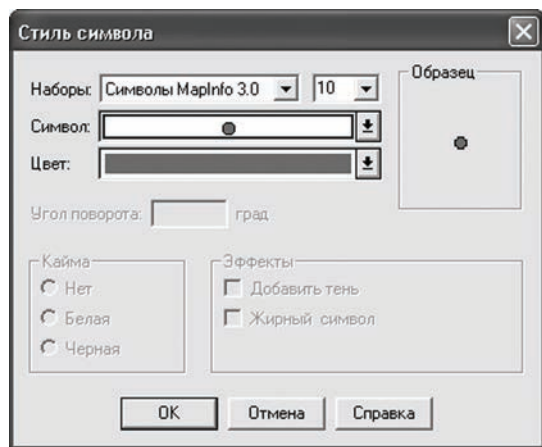 Стиль символа
Наборы: Символы MapInfo 3.0 10
Образец
Символ:
Цвет:
Угол поворота: град
Кайма
Нет
Белая
Черная
Эффекты
Добавить тень
Жирный символ
OK Отмена Справка